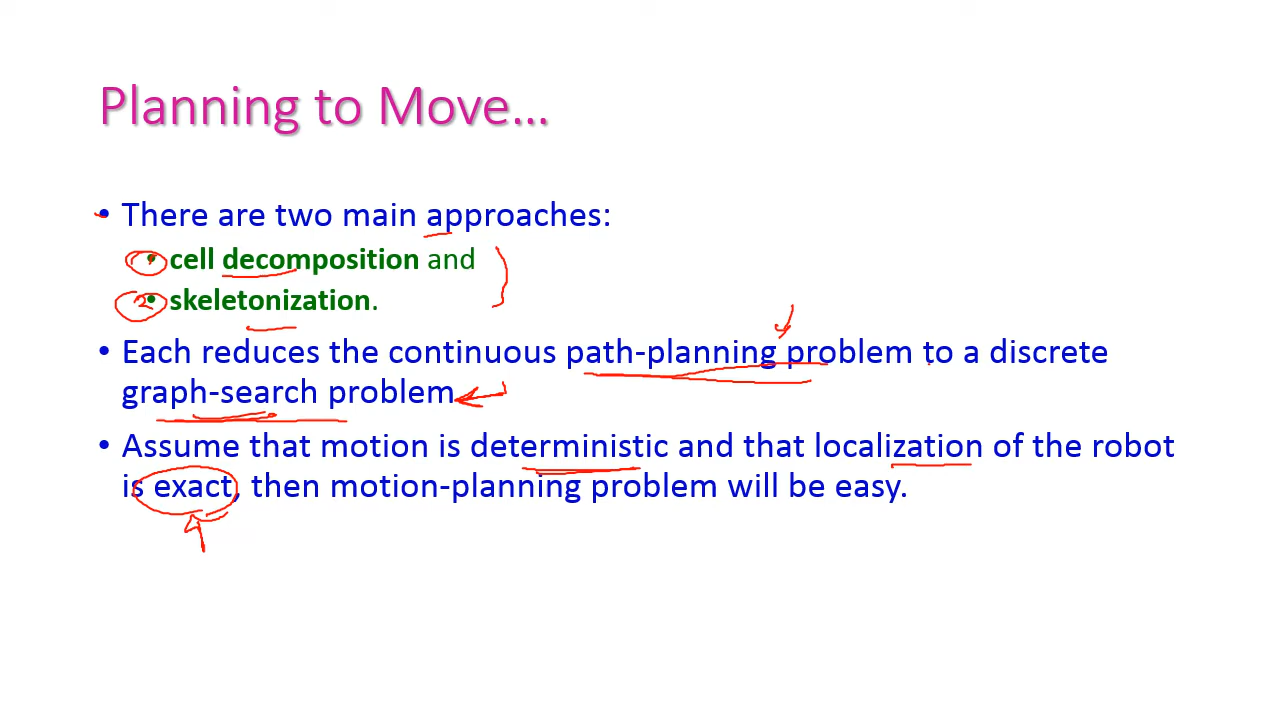 Planning to Move...
• There are two main approaches:
• cell decomposition and
2 • skeletonization.
• Each reduces the continuous path-planning problem to a discrete
graph-search problem
• Assume that motion is deterministic and that localization of the robot
is exact, then motion-planning problem will be easy.